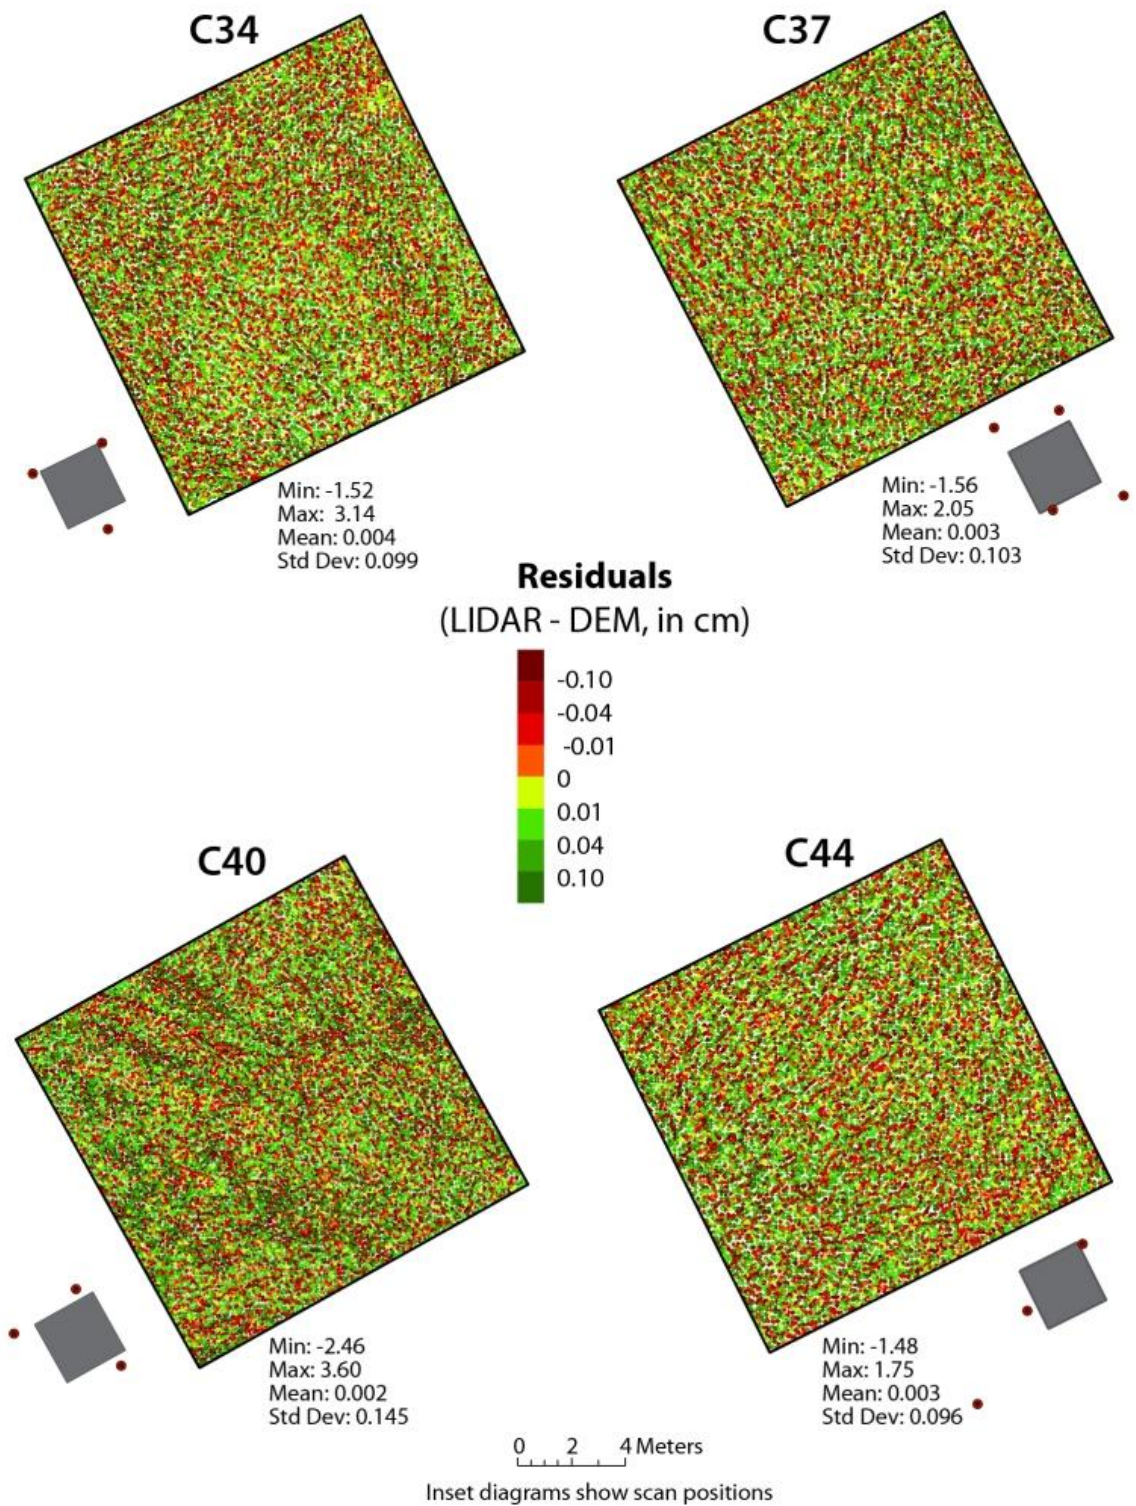 C34
C37
Min: -1.52
Max: 3.14
Mean: 0.004
Std Dev: 0.099
Min: -1.56
Max: 2.05
Mean: 0.003
Std Dev: 0.103
Residuals
(LIDAR - DEM, in cm)
-0.10
-0.04
-0.01
0
0.01
0.04
0.10
C40
C44
Min: -2.46
Max: 3.60
Mean: 0.002
Std Dev: 0.145
Min: -1.48
Max: 1.75
Mean: 0.003
Std Dev: 0.096
0 2 4 Meters
Inset diagrams show scan positions